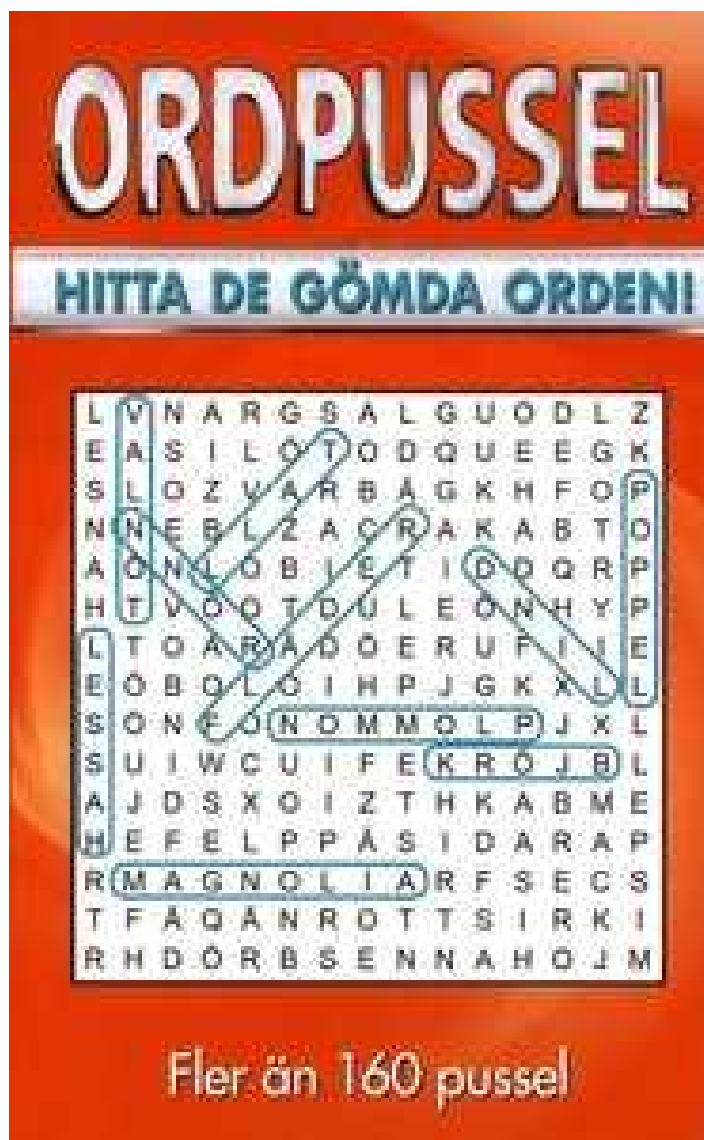 ORDPUSSEL
HITTA DE GÖMDA ORDEN!
L V N A R G S A L G U O D L Z
E A S I L O T O D Q U E E G K
S L O Z V A R B Ä G K H F O P
N N E B L Z A C R A K A B T O
A Ö N L O B I E T I D D Q R P
H T V Ö O T D U L E Ö N H Y P
L T O A R A D Ö E R U F I I E
E Ö B O L O I H P J G K X L L
S O N F O N O M M O L P J X L
S U I W C U I F E K R Ö J B L
A J D S X O I Z T H K A B M E
H E F E L P P Ä S I D A R A P
R M A G N O L I A R F S E C S
T F Ä Q Ä N R O T T S I R K I
R H D O R B S E N N A H O J M
Fler än 160 pussel